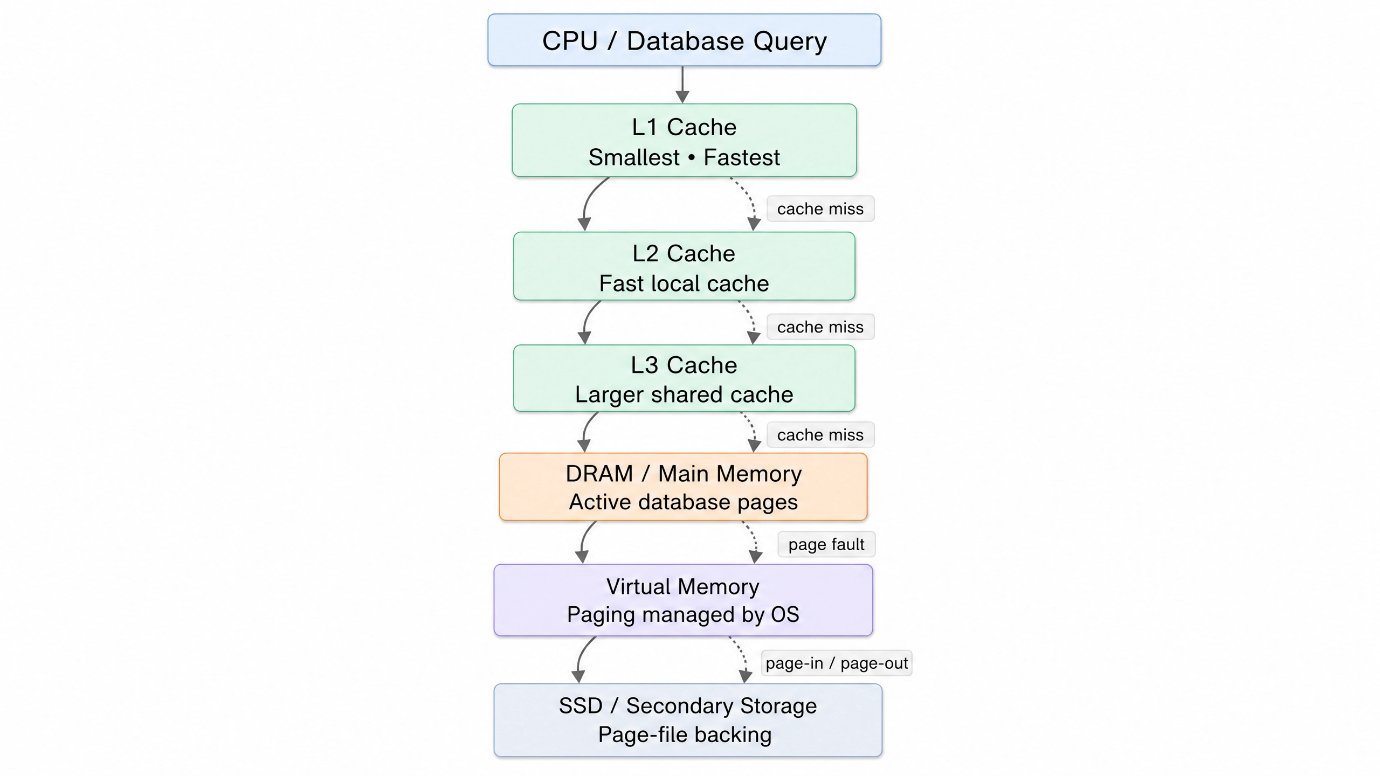 CPU / Database Query
L1 Cache
Smallest • Fastest
cache miss
L2 Cache
Fast local cache
cache miss
L3 Cache
Larger shared cache
cache miss
DRAM / Main Memory
Active database pages
page fault
Virtual Memory
Paging managed by OS
page-in / page-out
SSD / Secondary Storage
Page-file backing